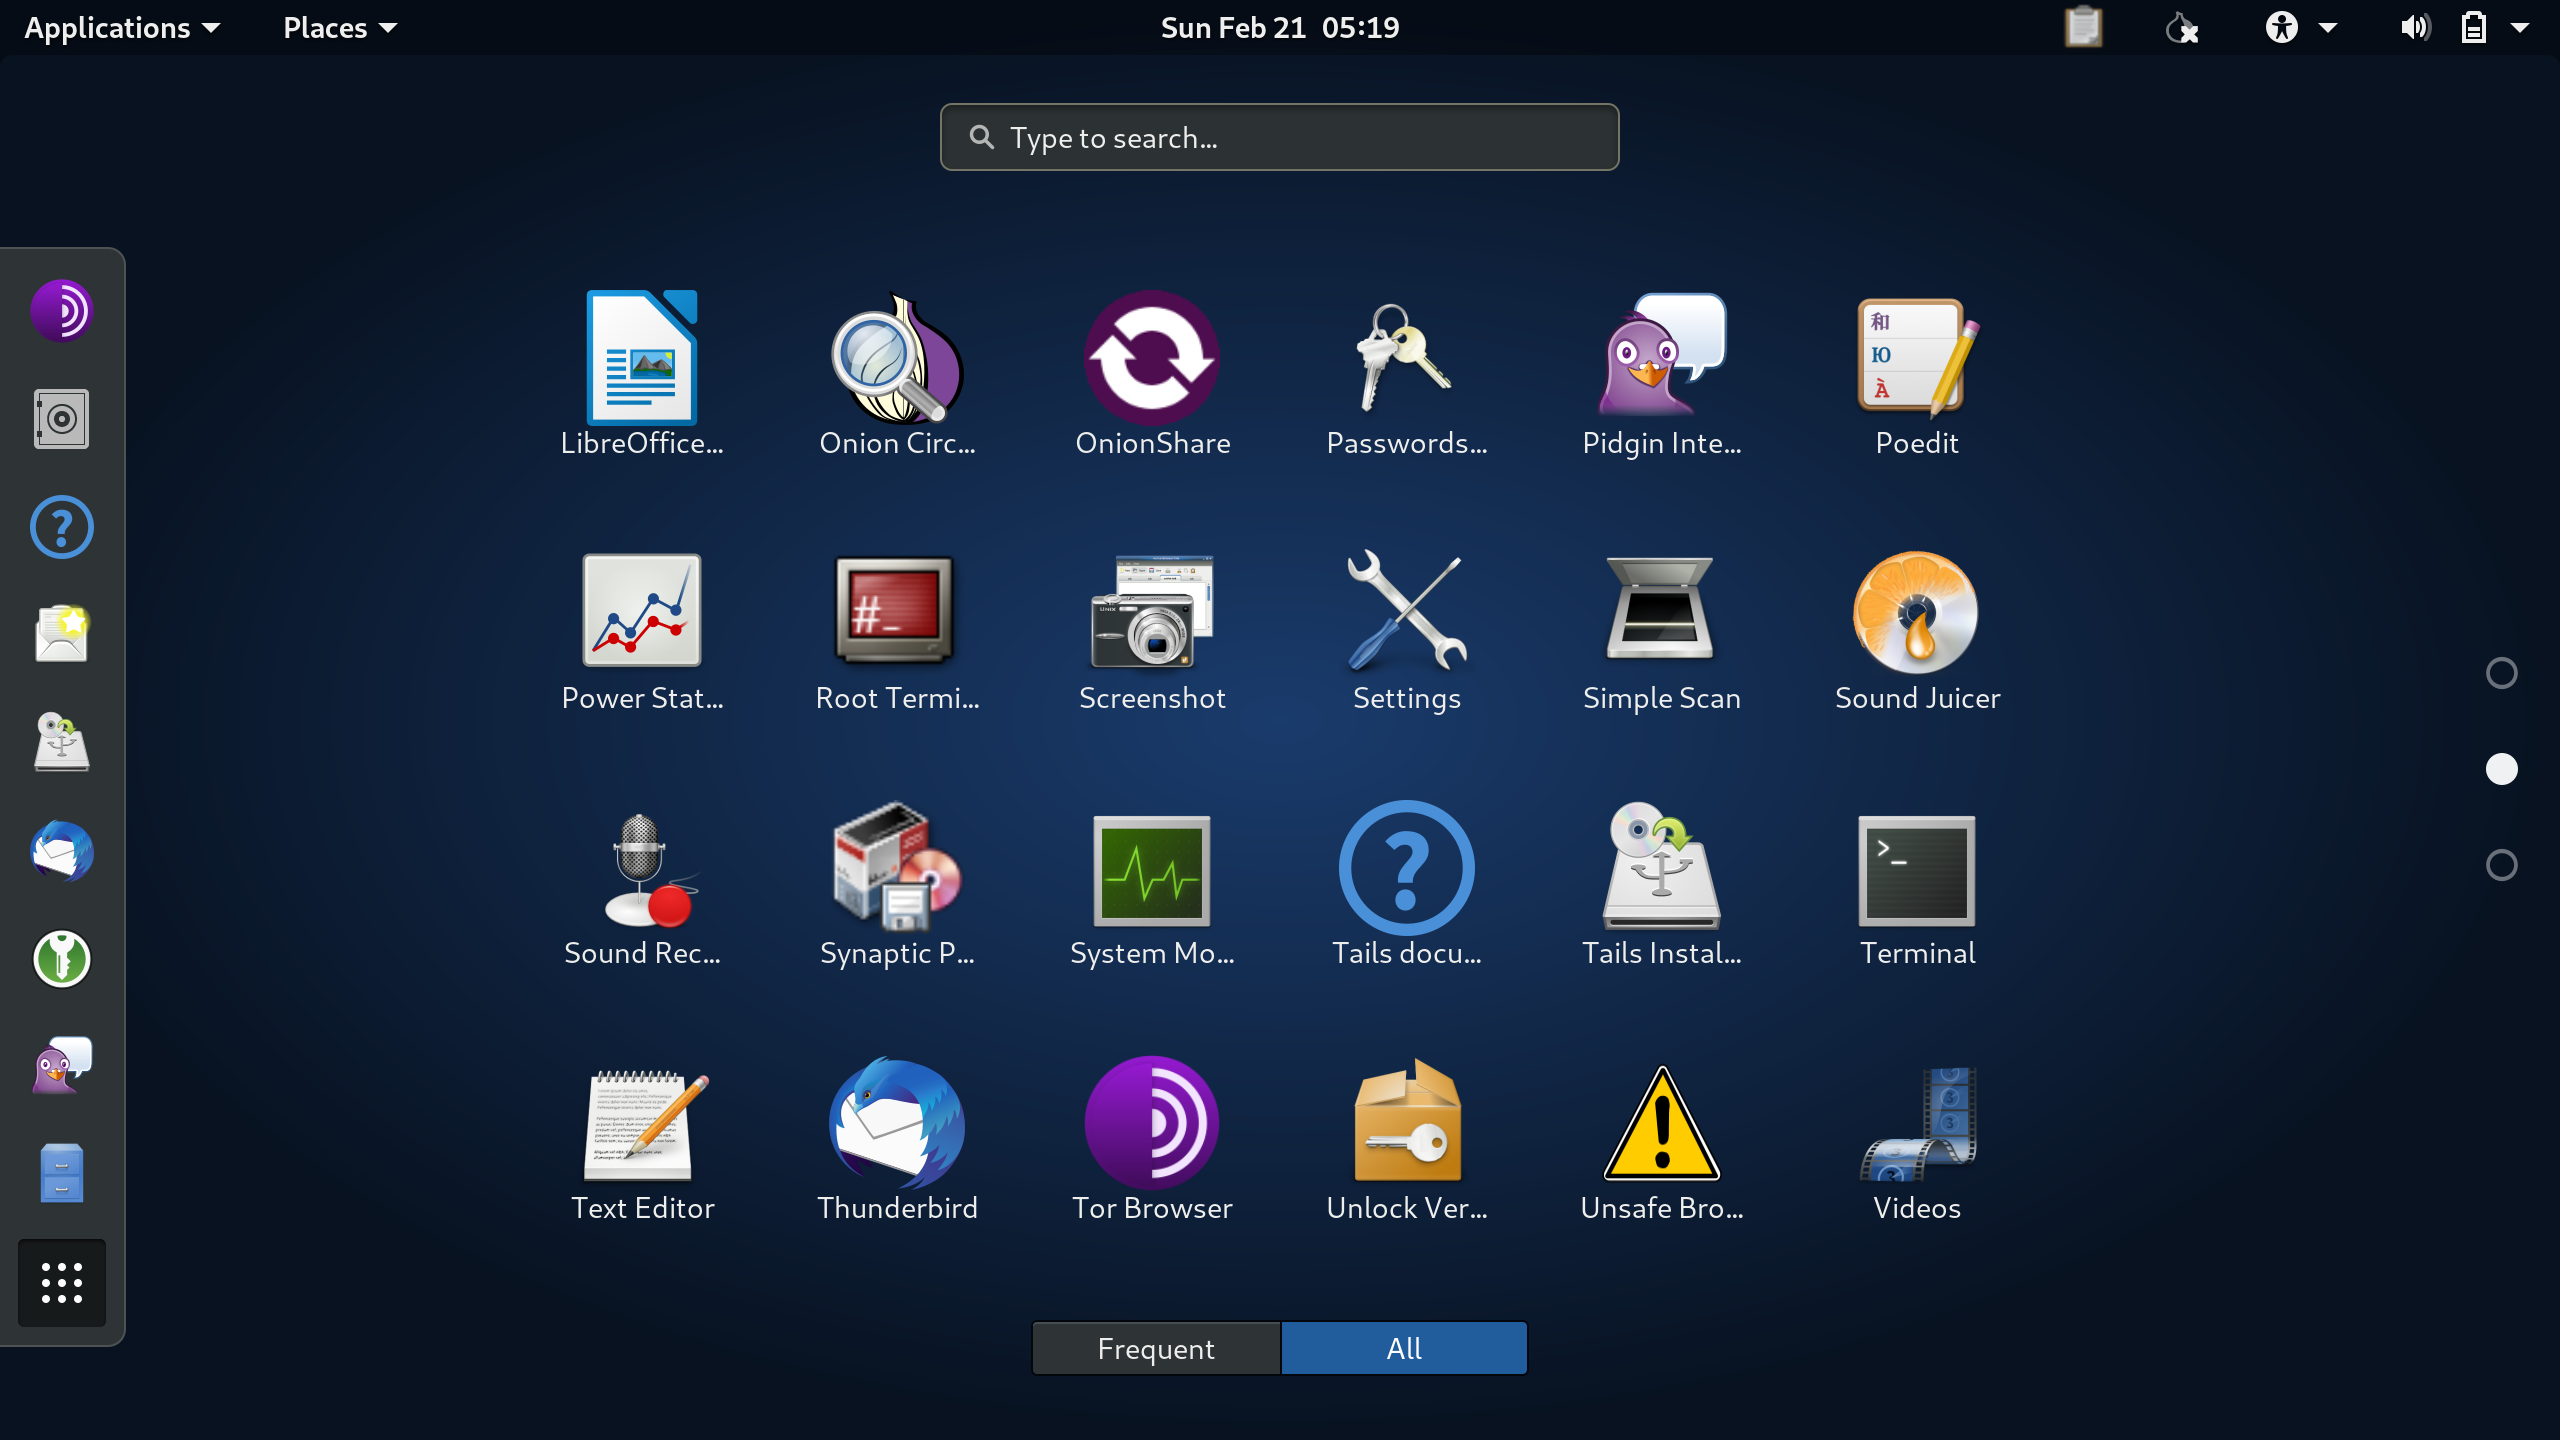 Applications Places Sun Feb 21 05:19
Type to search...
LibreOffice... Onion Circ... OnionShare Passwords... Pidgin Inte... Poedit
和
Ю
À
Power Stat... Root Termi... Screenshot Settings Simple Scan Sound Juicer
#_
Sound Rec... Synaptic P... System Mo... Tails docu... Tails Instal... Terminal
>_
Text Editor Thunderbird Tor Browser Unlock Ver... Unsafe Bro... Videos
Frequent All